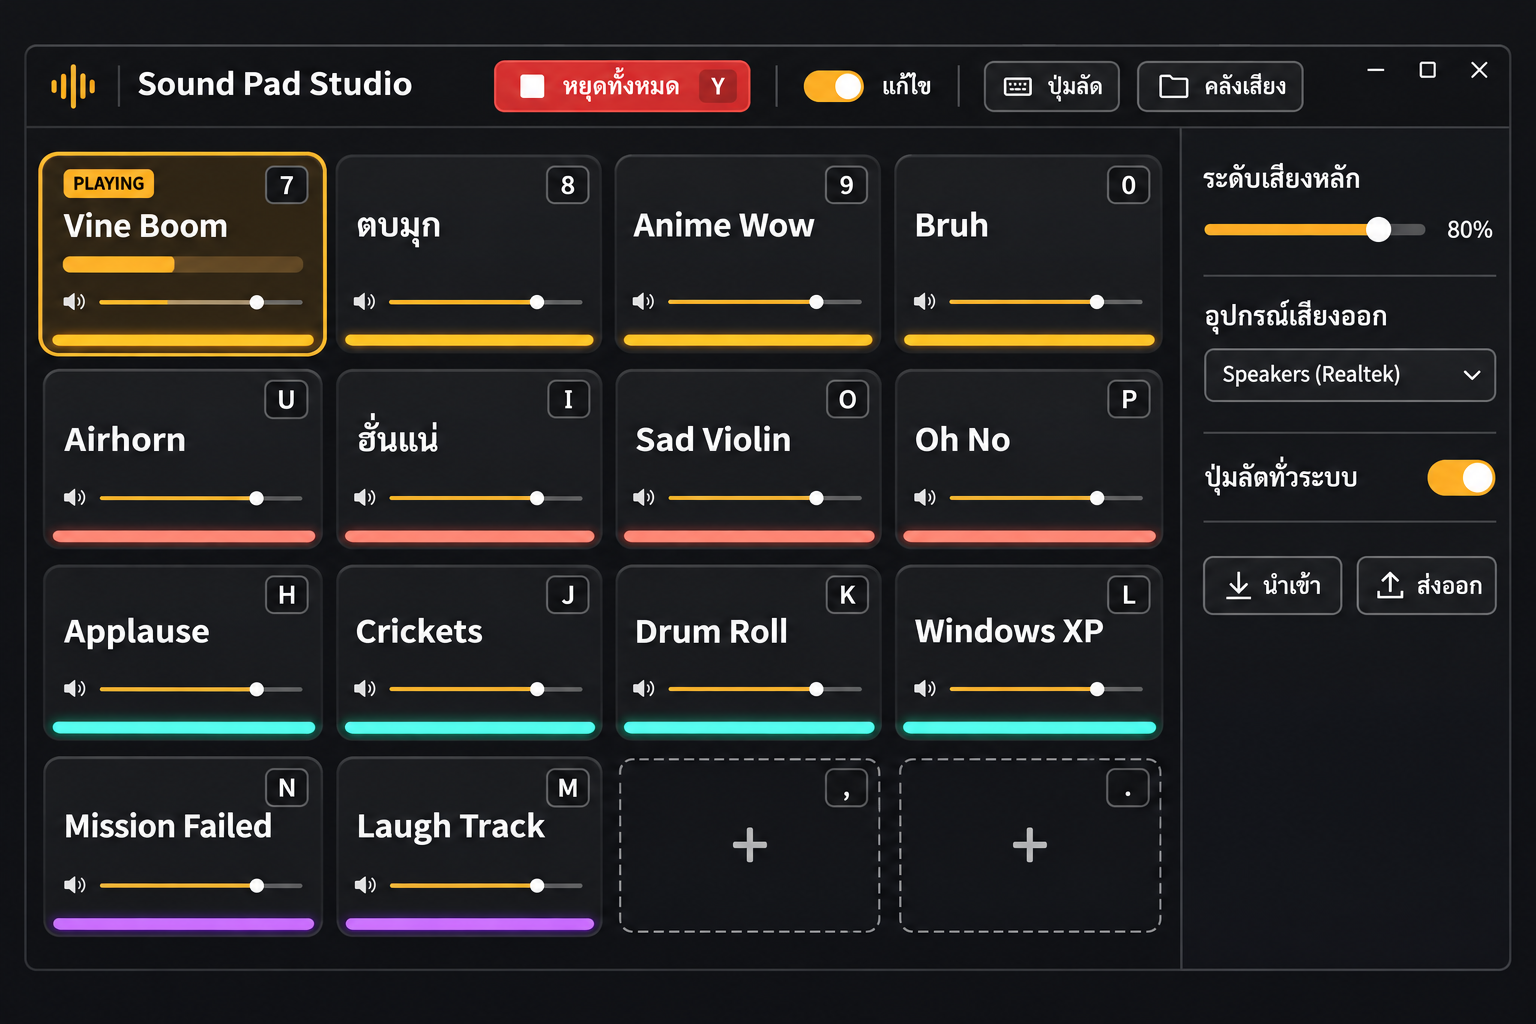 Sound Pad Studio
หยุดทั้งหมด Y
แก้ไข
ปุ่มลัด
คลังเสียง
PLAYING
7
Vine Boom
8
ตบมุก
9
Anime Wow
0
Bruh
U
Airhorn
I
ฮั่นแน่
O
Sad Violin
P
Oh No
H
Applause
J
Crickets
K
Drum Roll
L
Windows XP
N
Mission Failed
M
Laugh Track
,
.
ระดับเสียงหลัก
80%
อุปกรณ์เสียงออก
Speakers (Realtek)
ปุ่มลัดทั่วระบบ
นำเข้า
ส่งออก